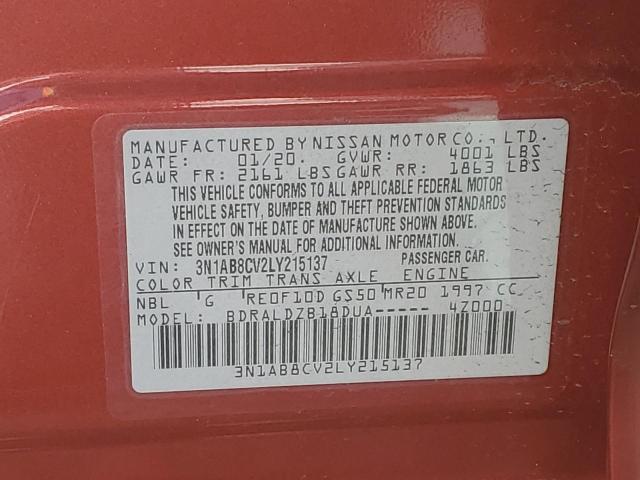 MANUFACTURED BY NISSAN MOTOR CO., LTD.
DATE: 01/20. GVWR: 4001 LBS
GAWR FR: 2161 LBS GAWR RR: 1863 LBS
THIS VEHICLE CONFORMS TO ALL APPLICABLE FEDERAL MOTOR
VEHICLE SAFETY, BUMPER AND THEFT PREVENTION STANDARDS
IN EFFECT ON THE DATE OF MANUFACTURE SHOWN ABOVE.
SEE OWNER'S MANUAL FOR ADDITIONAL INFORMATION.
VIN: 3N1AB8CV2LY215137 PASSENGER CAR.
COLOR TRIM TRANS AXLE ENGINE
NBL G RE0F10D GS50 MR20 1997 CC
MODEL: BDRALDZB18DUA----- 4Z000
3N1AB8CV2LY215137